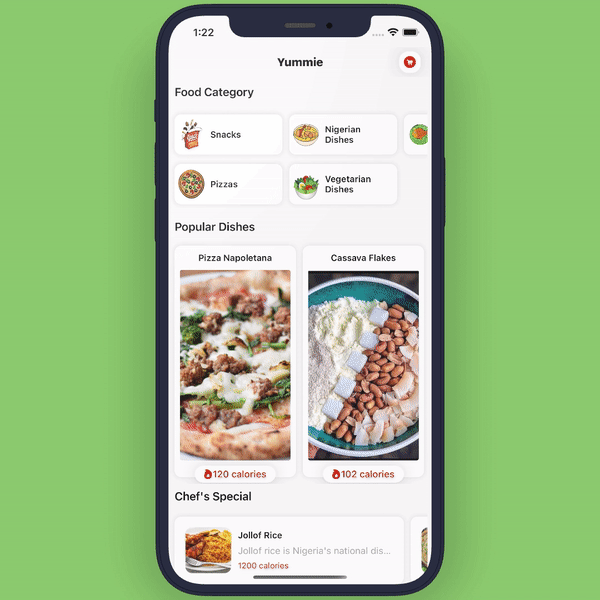 1:22
Yummie
Food Category
Snacks
Nigerian
Dishes
Pizzas
Vegetarian
Dishes
Popular Dishes
Pizza Napoletana
Cassava Flakes
120 calories
102 calories
Chef's Special
Jollof Rice
Jollof rice is Nigeria's national dis...
1200 calories